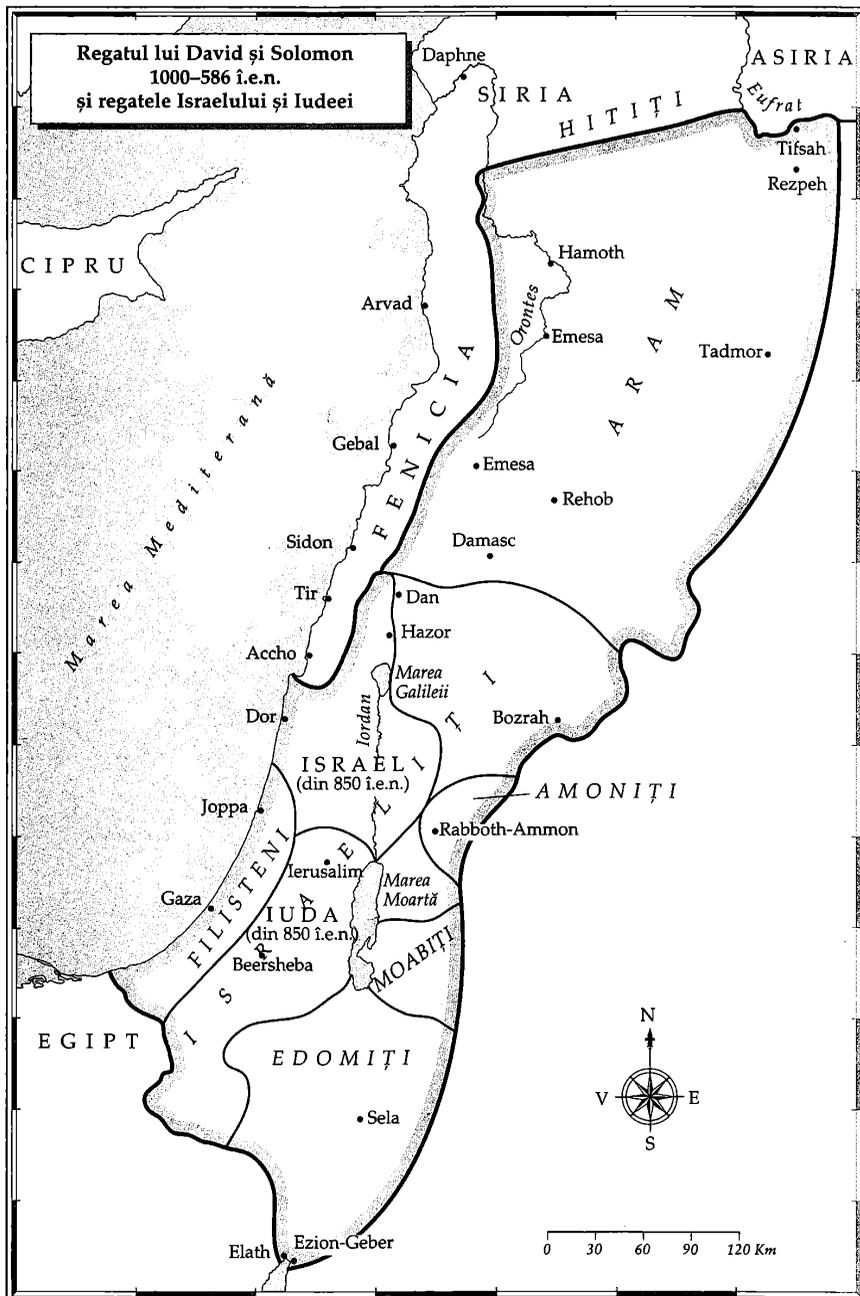 Regatul lui David și Solomon
1000–586 î.e.n.
și regatele Israelului și Iudeei
Daphne
ASIRIA
SIRIA
HITIȚI
Eufrat
Tifsah
Rezpeh
CIPRU
Hamoth
Arvad
Orontes
Emesa
Tadmor
ARAM
Marea Mediterană
FENICIA
Gebal
Emesa
Rehob
Sidon
Damasc
Tir
Dan
Hazor
Accho
Marea
Galileii
Dor
Iordan
Bozrah
ISRAEL
(din 850 î.e.n.)
AMONIȚI
Joppa
Rabboth-Ammon
ISRAELIȚI
FILISTENI
Ierusalim
Marea
Moartă
Gaza
IUDA
(din 850 î.e.n.)
Beersheba
MOABIȚI
EGIPT
EDOMIȚI
N
V
E
S
Sela
Elath
Ezion-Geber
0 30 60 90 120 Km